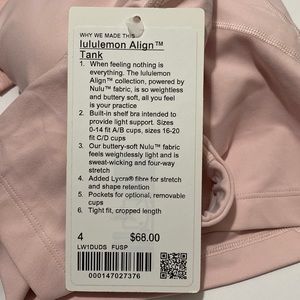 WHY WE MADE THIS
lululemon Align™
Tank
1. When feeling nothing is
everything. The lululemon
Align™ collection, powered by
Nulu™ fabric, is so weightless
and buttery soft, all you feel
is your practice
2. Built-in shelf bra intended to
provide light support. Sizes
0-14 fit A/B cups, sizes 16-20
fit C/D cups
3. Our buttery-soft Nulu™ fabric
feels weightlessly light and is
sweat-wicking and four-way
stretch
4. Added Lycra® fibre for stretch
and shape retention
5. Pockets for optional, removable
cups
6. Tight fit, cropped length
4 $68.00
LW1DUDS FUSP
000147027376